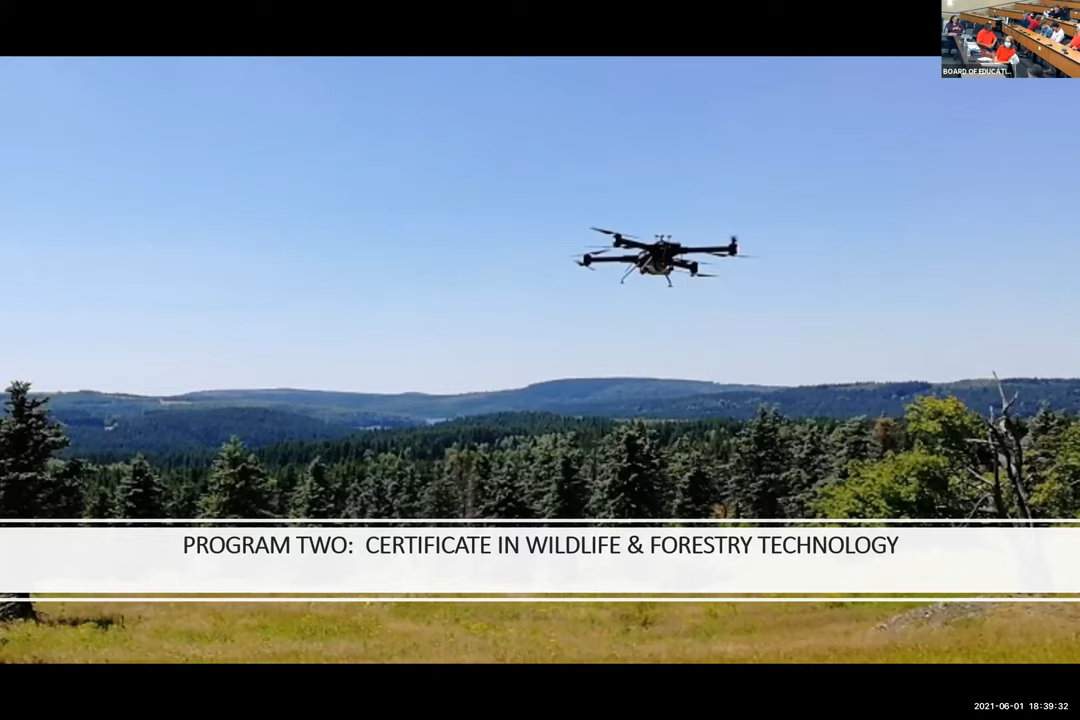 BOARD OF EDUCATI...
PROGRAM TWO: CERTIFICATE IN WILDLIFE & FORESTRY TECHNOLOGY
2021-06-01 18:39:32